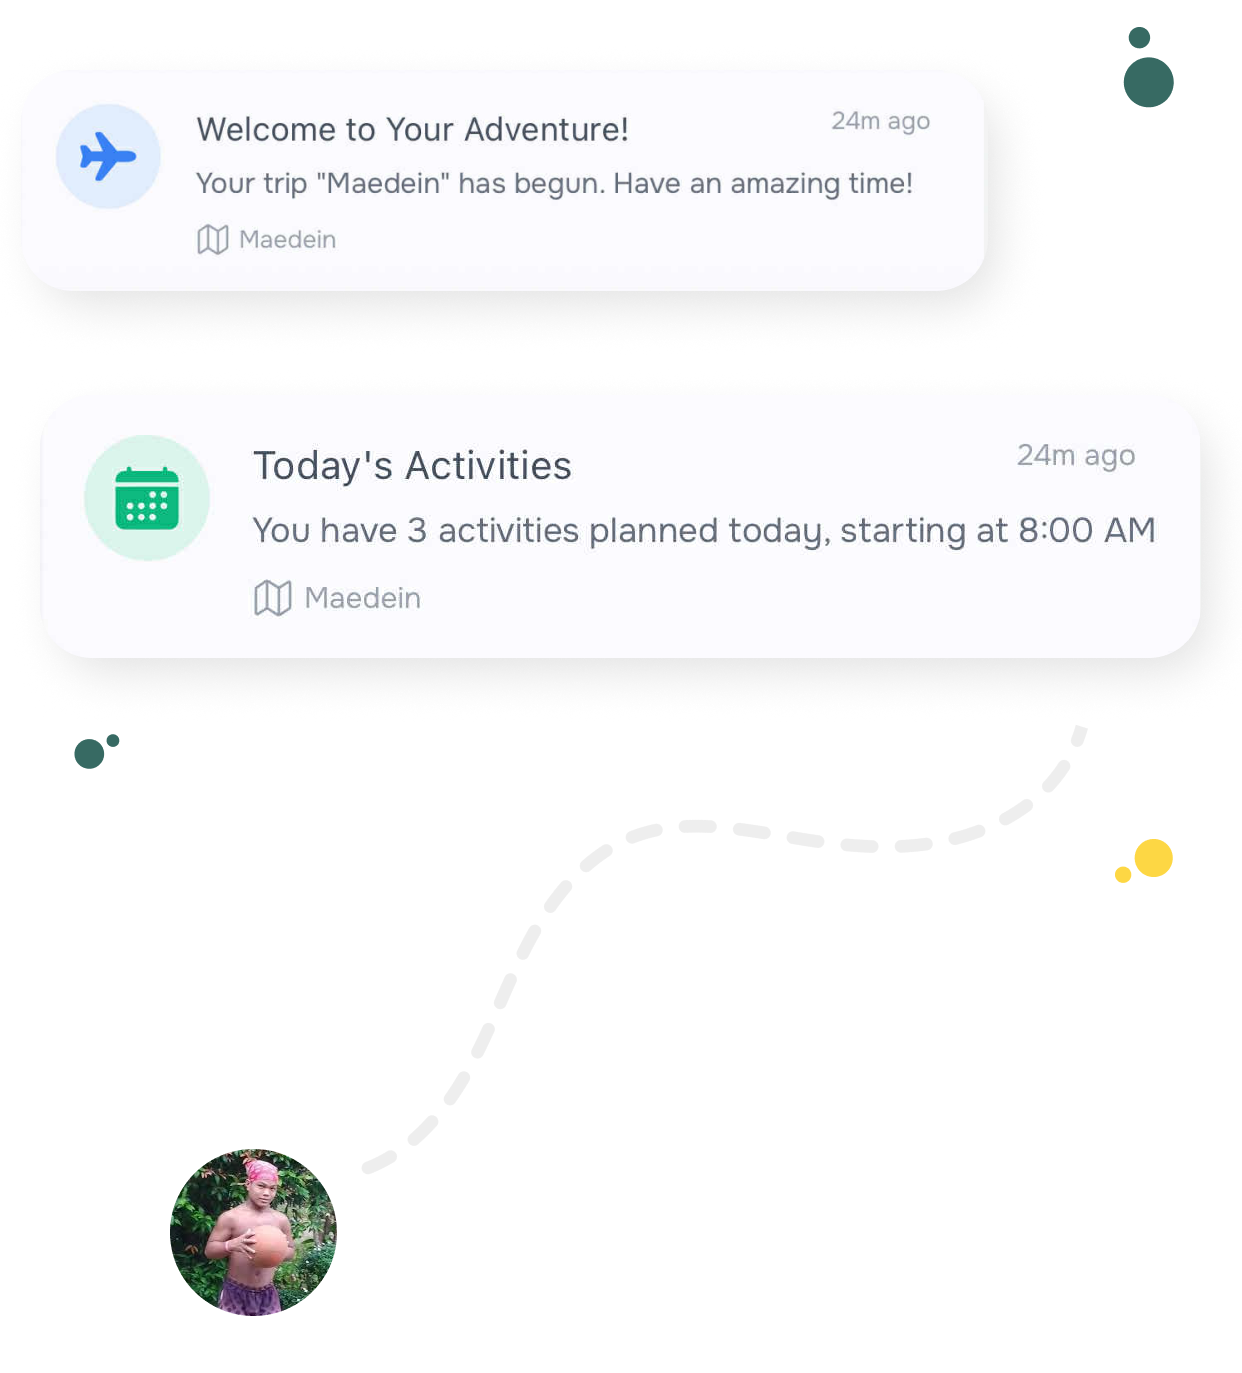 Welcome to Your Adventure!
24m ago
Your trip "Maedein" has begun. Have an amazing time!
Maedein
Today's Activities
24m ago
You have 3 activities planned today, starting at 8:00 AM
Maedein